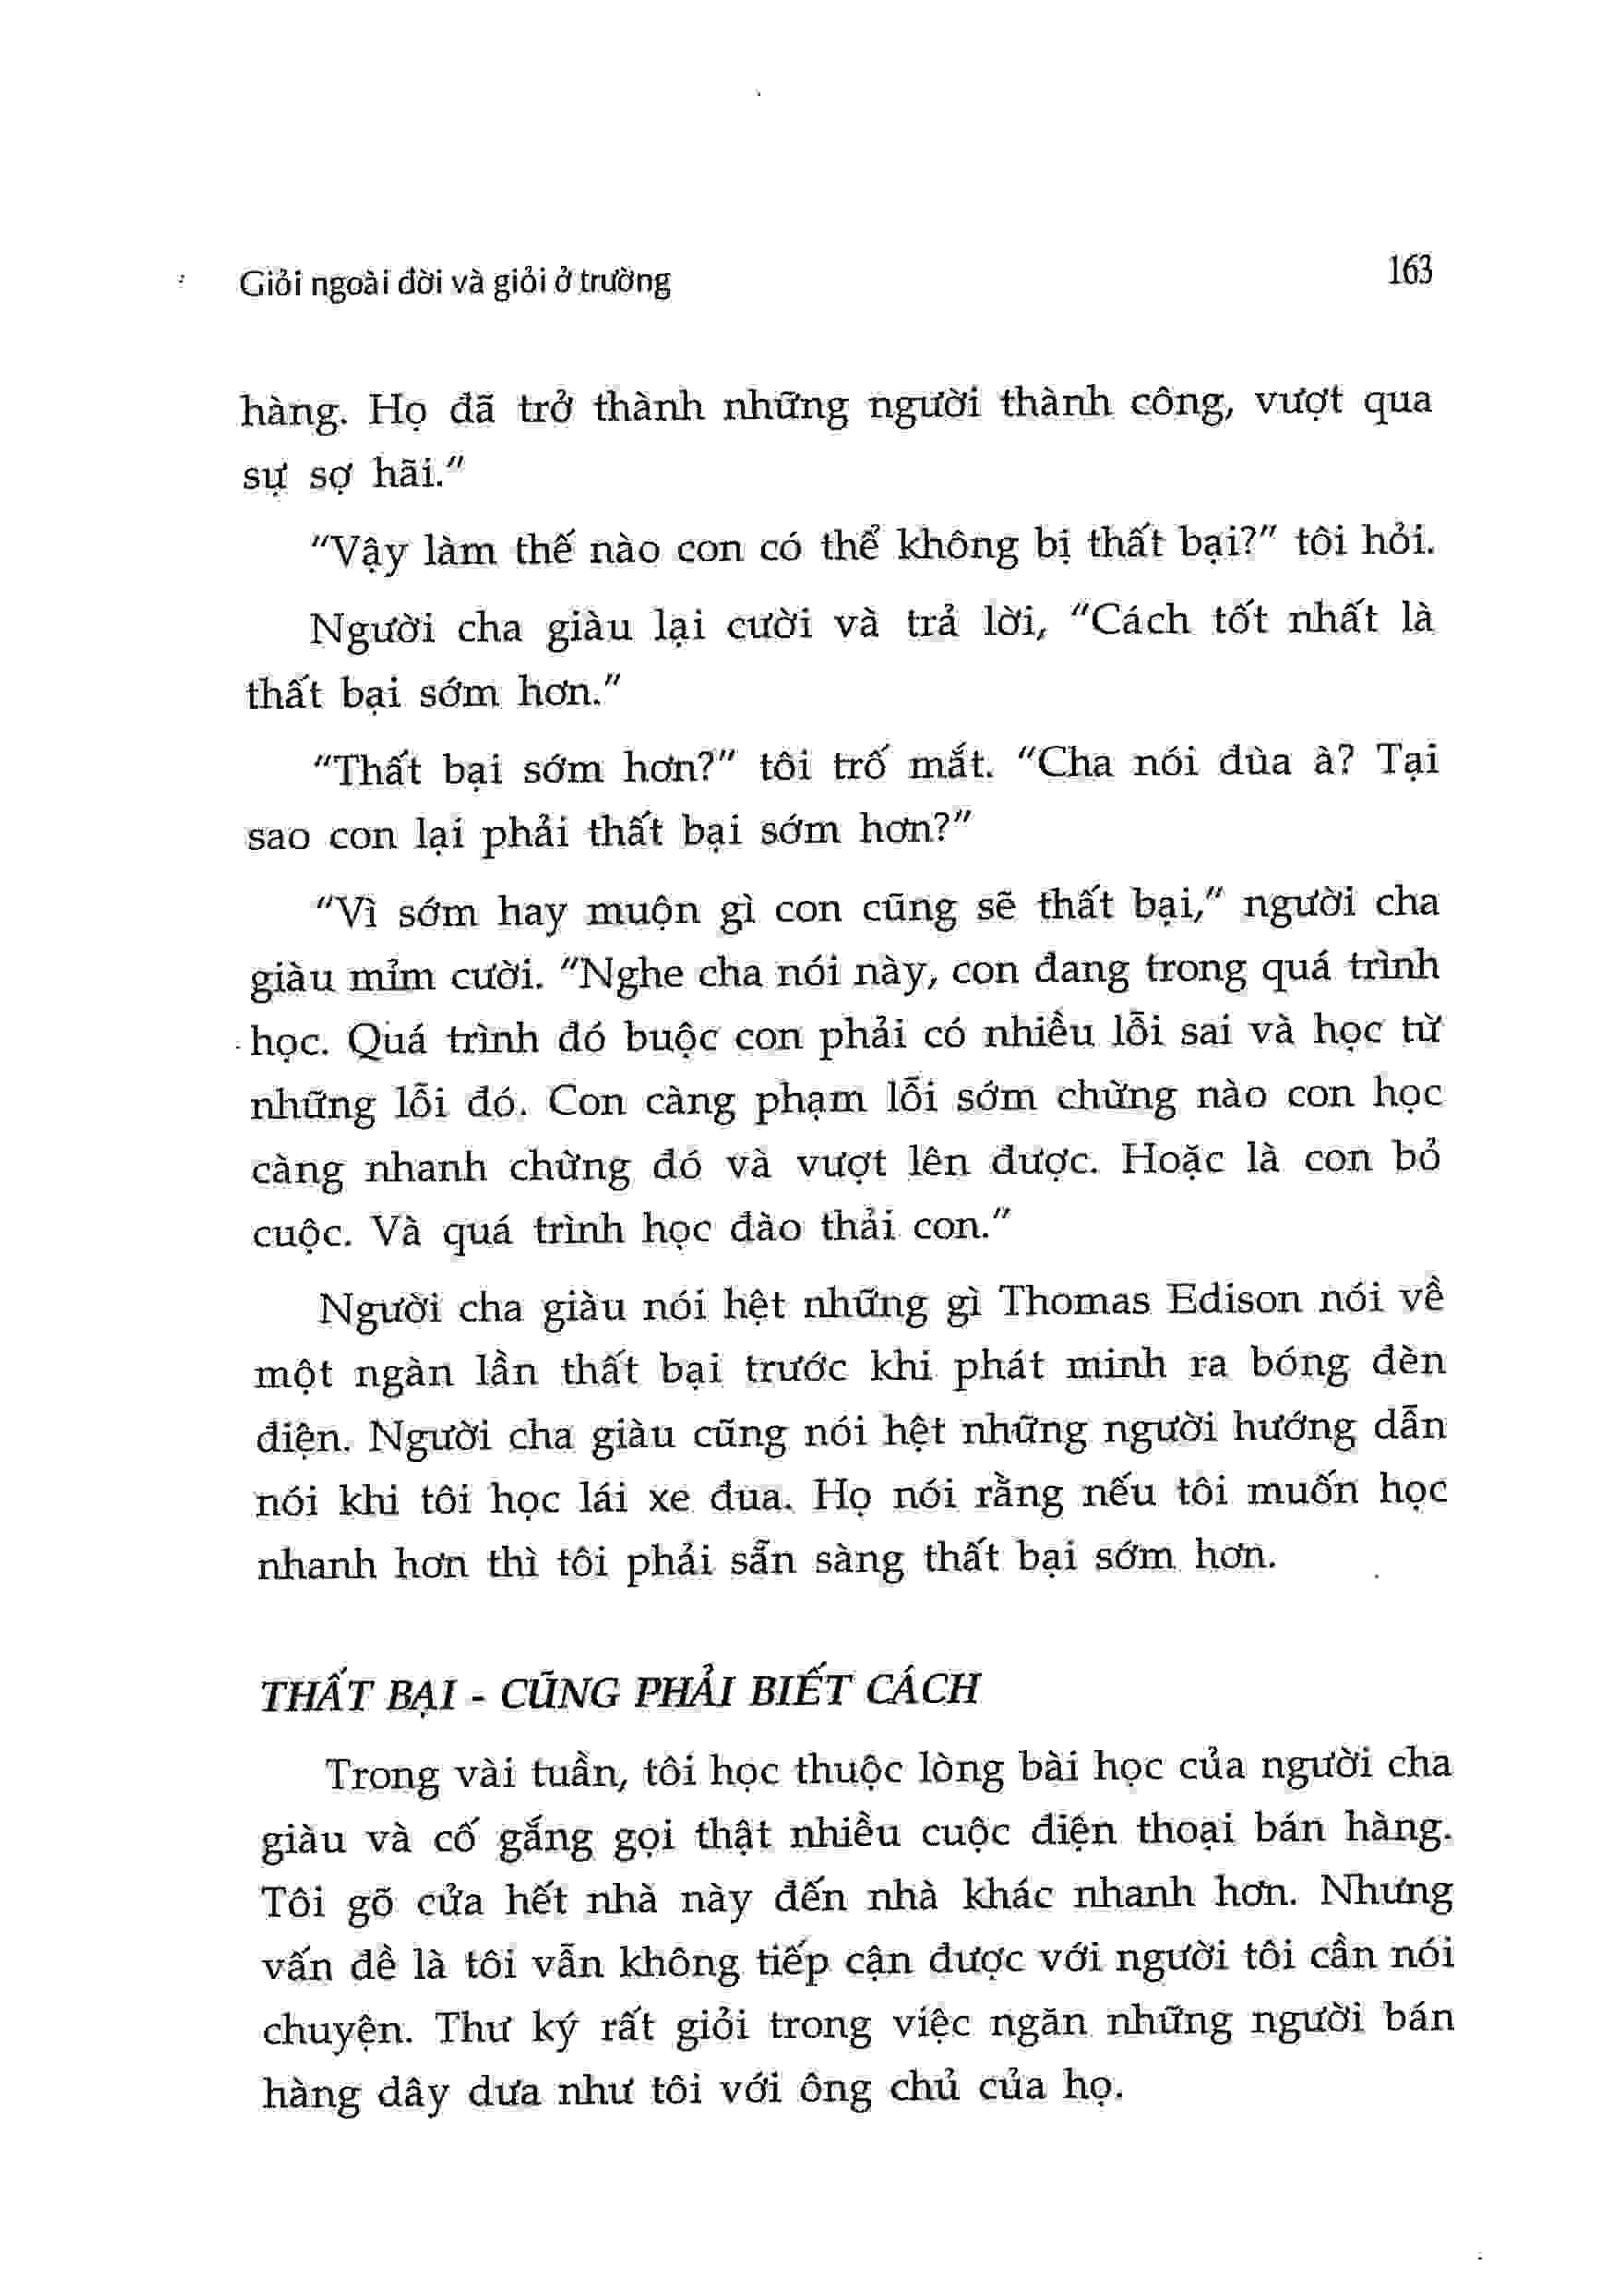 Giỏi ngoài đời và giỏi ở trường 163
hàng. Họ đã trở thành những người thành công, vượt qua
sự sợ hãi."
"Vậy làm thế nào con có thể không bị thất bại?" tôi hỏi.
Người cha giàu lại cười và trả lời, "Cách tốt nhất là
thất bại sớm hơn."
"Thất bại sớm hơn?" tôi trố mắt. "Cha nói đùa à? Tại
sao con lại phải thất bại sớm hơn?"
"Vì sớm hay muộn gì con cũng sẽ thất bại," người cha
giàu mỉm cười. "Nghe cha nói này, con đang trong quá trình
học. Quá trình đó buộc con phải có nhiều lỗi sai và học từ
những lỗi đó. Con càng phạm lỗi sớm chừng nào con học
càng nhanh chừng đó và vượt lên được. Hoặc là con bỏ
cuộc. Và quá trình học đào thải con."
Người cha giàu nói hệt những gì Thomas Edison nói về
một ngàn lần thất bại trước khi phát minh ra bóng đèn
điện. Người cha giàu cũng nói hệt những người hướng dẫn
nói khi tôi học lái xe đua. Họ nói rằng nếu tôi muốn học
nhanh hơn thì tôi phải sẵn sàng thất bại sớm hơn.
THẤT BẠI - CŨNG PHẢI BIẾT CÁCH
Trong vài tuần, tôi học thuộc lòng bài học của người cha
giàu và cố gắng gọi thật nhiều cuộc điện thoại bán hàng.
Tôi gõ cửa hết nhà này đến nhà khác nhanh hơn. Nhưng
vấn đề là tôi vẫn không tiếp cận được với người tôi cần nói
chuyện. Thư ký rất giỏi trong việc ngăn những người bán
hàng dây dưa như tôi với ông chủ của họ.